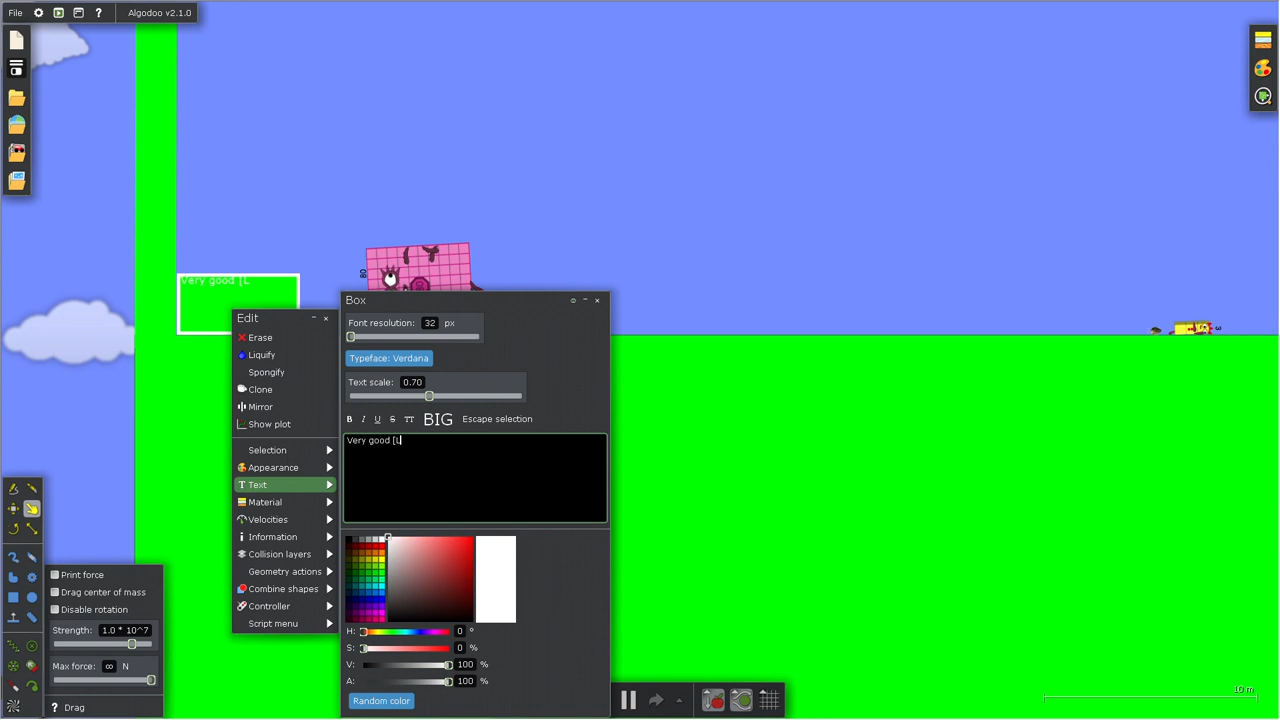 File
?
Algodoo v2.1.0
Very good [L
80
3
Edit
Erase
Liquify
Spongify
Clone
Mirror
Show plot
Selection
Appearance
T Text
Material
Velocities
Information
Collision layers
Geometry actions
Combine shapes
Controller
Script menu
Box
Font resolution: 32 px
Typeface: Verdana
Text scale: 0.70
B I U S TT BIG Escape selection
Very good [L
H: 0 °
S: 0 %
V: 100 %
A: 100 %
Random color
Print force
Drag center of mass
Disable rotation
Strength: 1.0 * 10^7
Max force: ∞ N
? Drag
10 m